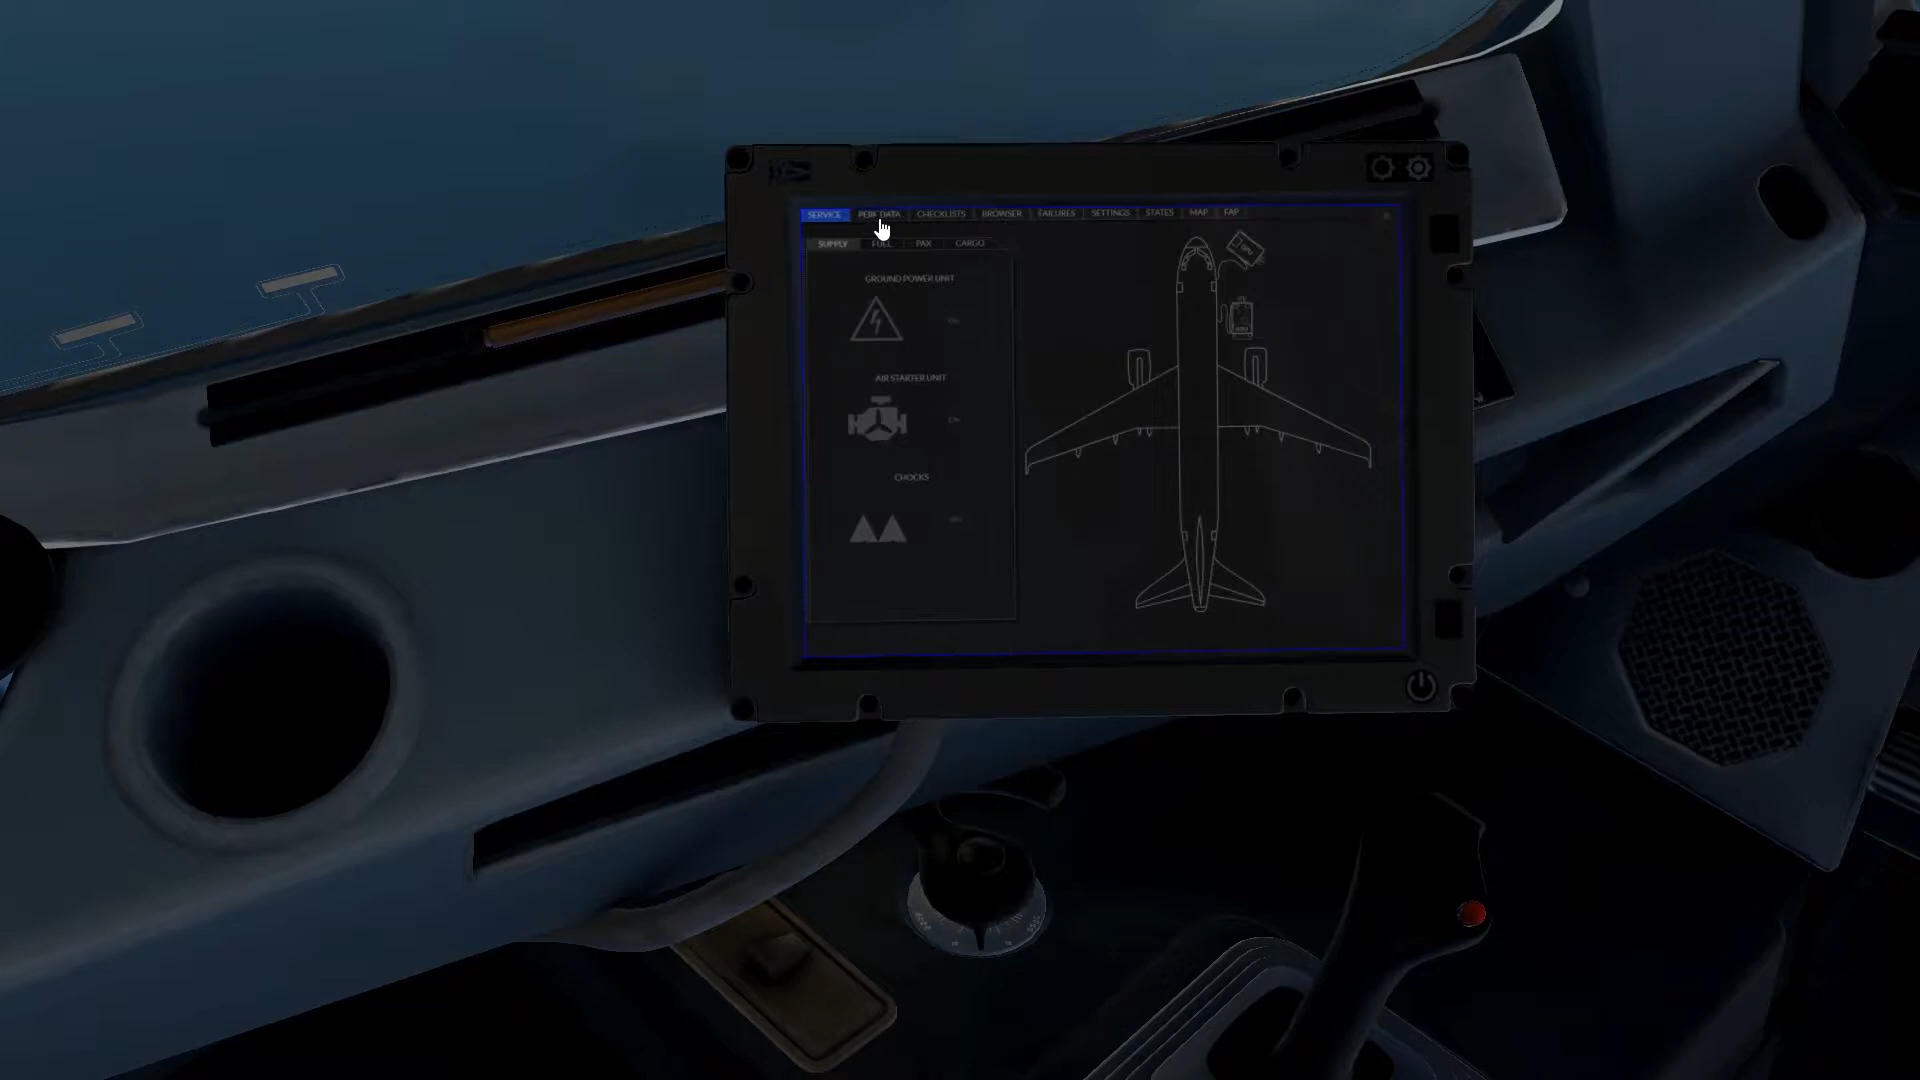 SERVICE PERF DATA CHECKLISTS BROWSER FAILURES SETTINGS STATES MAP FAP
SUPPLY FUEL PAX CARGO
GROUND POWER UNIT
AIR STARTER UNIT
CHOCKS